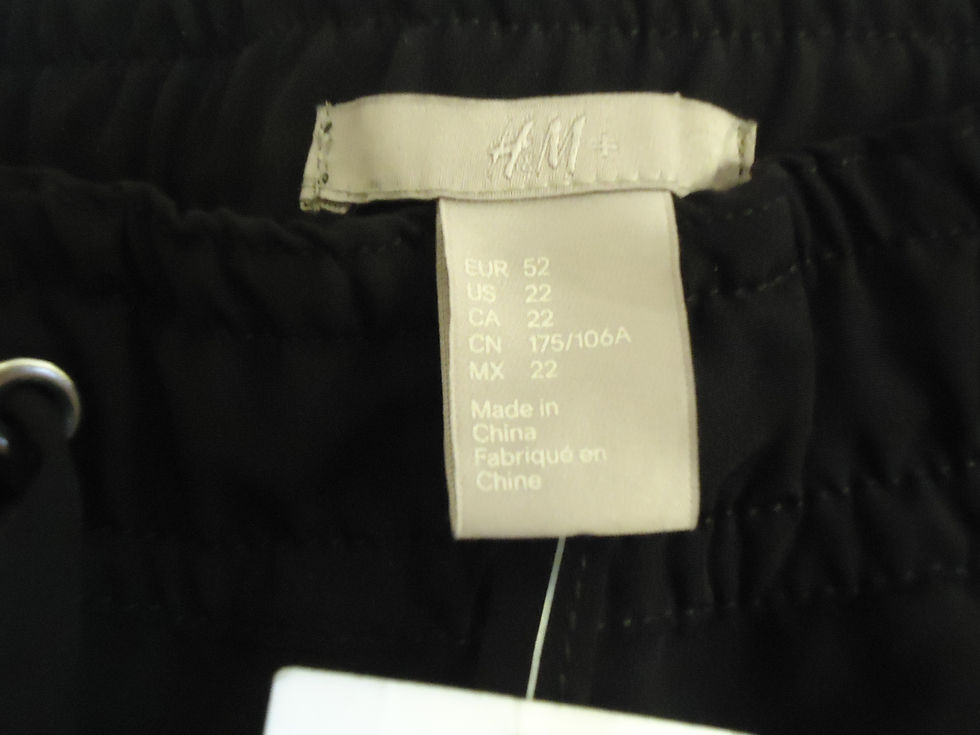 H&M+
EUR 52
US 22
CA 22
CN 175/106A
MX 22
Made in
China
Fabriqué en
Chine